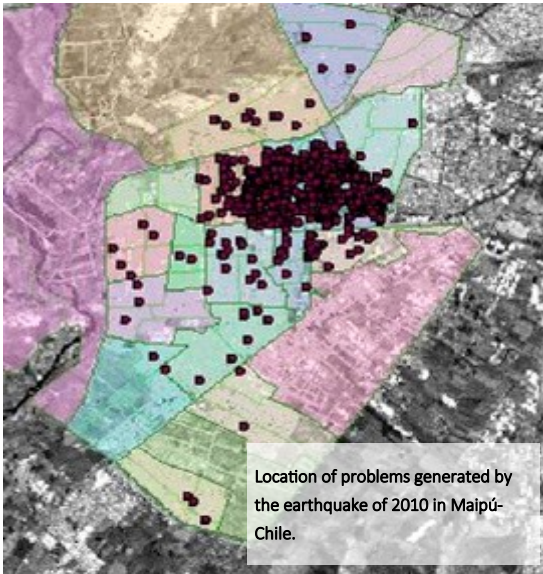 Location of problems generated by
the earthquake of 2010 in Maipú-
Chile.